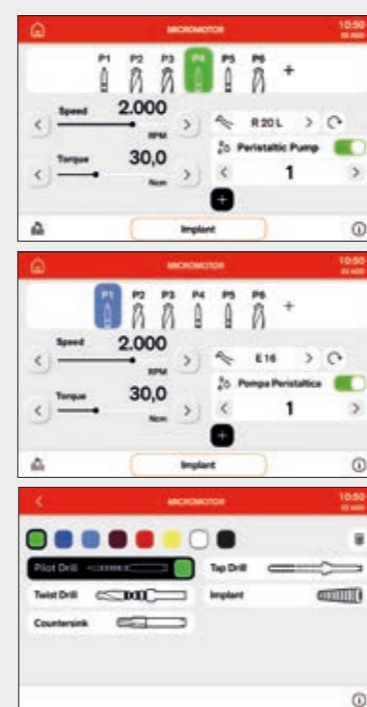 MICROMOTOR 10:50
P1 P2 P3 P4 P5 P6 +
Speed 2.000
RPM
R 20 L
Torque 30,0
Ncm
Peristaltic Pump
1
Implant
MICROMOTOR 10:50
P1 P2 P3 P4 P5 P6 +
Speed 2.000
RPM
E 16
Torque 30,0
Ncm
Pompa Peristaltica
1
Implant
MICROMOTOR 10:50
Pilot Drill Tap Drill
Twist Drill Implant
Countersink